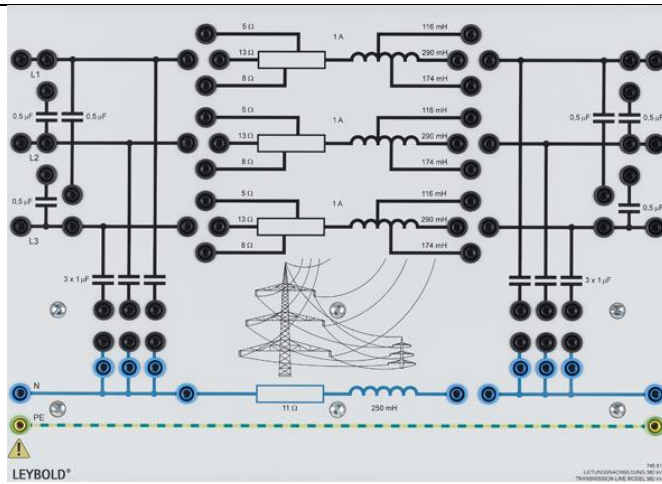 5 Ω 1 A 116 mH
L1 13 Ω 290 mH
8 Ω 174 mH
0.5 µF 0,5 µF 5 Ω 1 A 116 mH 0,5 µF 0,5 µF
L2 13 Ω 290 mH
8 Ω 174 mH
0,5 µF 5 Ω 1 A 116 mH 0,5 µF
L3 13 Ω 290 mH
8 Ω 174 mH
3 x 1 µF 3 x 1 µF
N
11 Ω 250 mH
PE
LEYBOLD®
LEITUNGSNACHBILDUNG 380 kV
TRANSMISSION LINE MODEL 380 kV